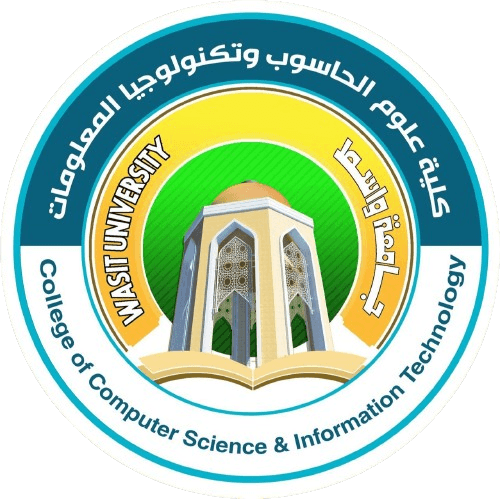 كلية علوم الحاسوب وتكنولوجيا المعلومات
WASIT UNIVERSITY
جامعة واسط
College of Computer Science & Information Technology